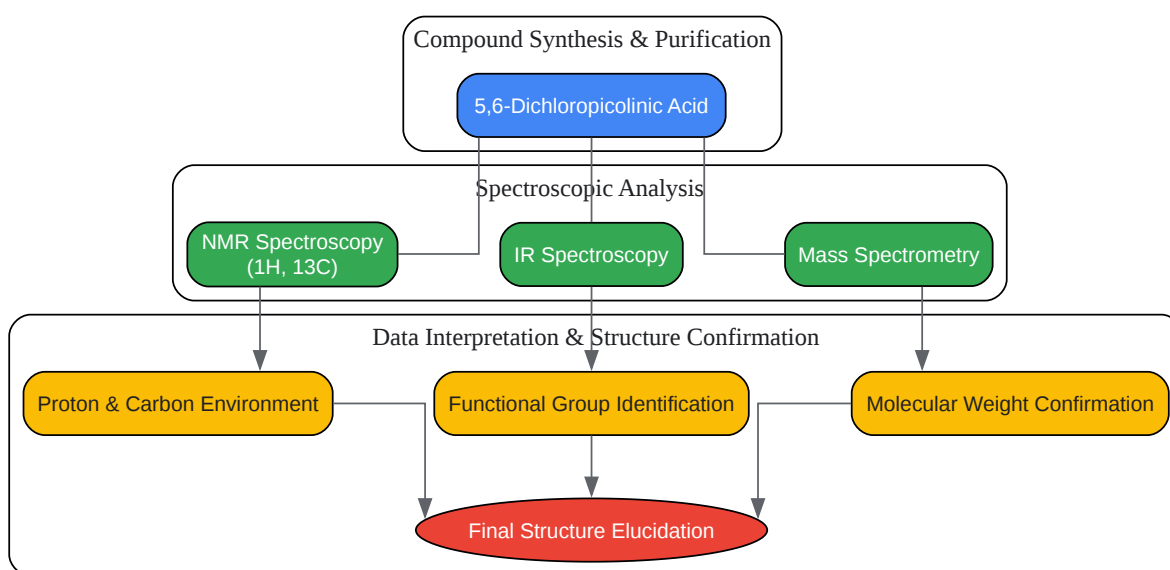 Compound Synthesis & Purification
5,6-Dichloropicolinic Acid
Spectroscopic Analysis
NMR Spectroscopy
(1H, 13C)
IR Spectroscopy
Mass Spectrometry
Data Interpretation & Structure Confirmation
Proton & Carbon Environment
Functional Group Identification
Molecular Weight Confirmation
Final Structure Elucidation